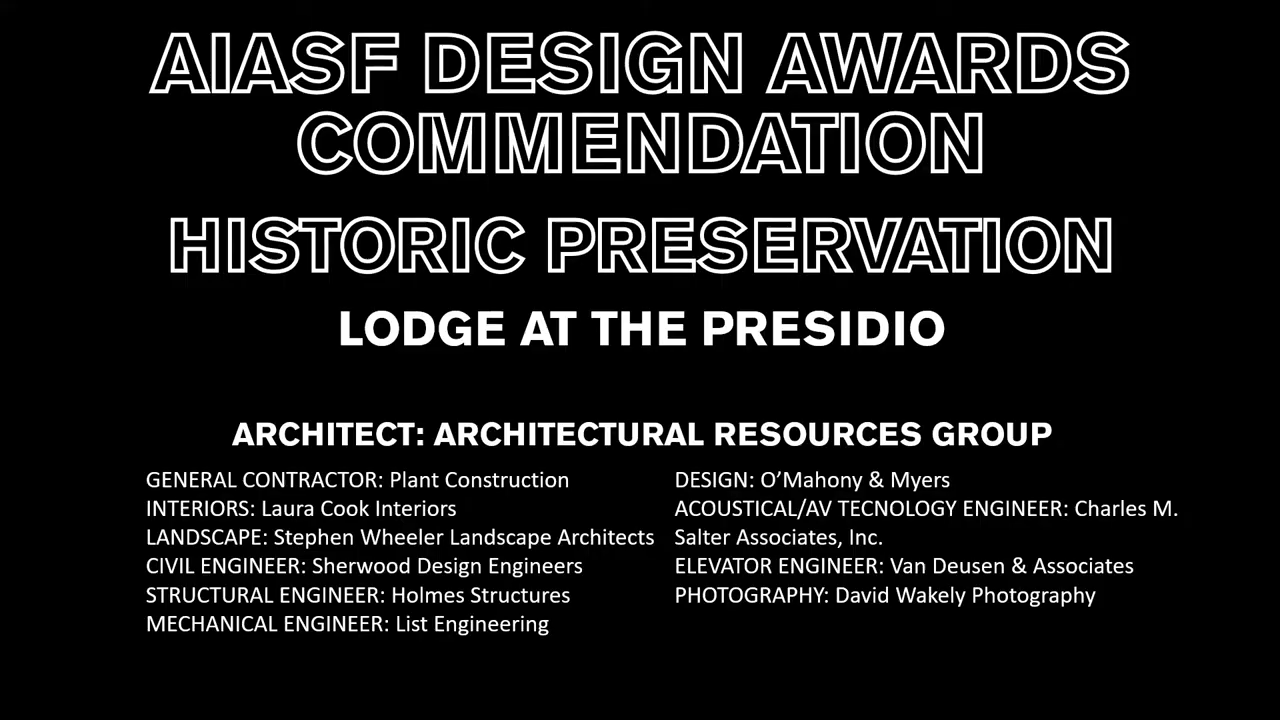 AIASF DESIGN AWARDS
COMMENDATION
HISTORIC PRESERVATION
LODGE AT THE PRESIDIO
ARCHITECT: ARCHITECTURAL RESOURCES GROUP
GENERAL CONTRACTOR: Plant Construction
INTERIORS: Laura Cook Interiors
LANDSCAPE: Stephen Wheeler Landscape Architects
CIVIL ENGINEER: Sherwood Design Engineers
STRUCTURAL ENGINEER: Holmes Structures
MECHANICAL ENGINEER: List Engineering
DESIGN: O’Mahony & Myers
ACOUSTICAL/AV TECNOLOGY ENGINEER: Charles M.
Salter Associates, Inc.
ELEVATOR ENGINEER: Van Deusen & Associates
PHOTOGRAPHY: David Wakely Photography